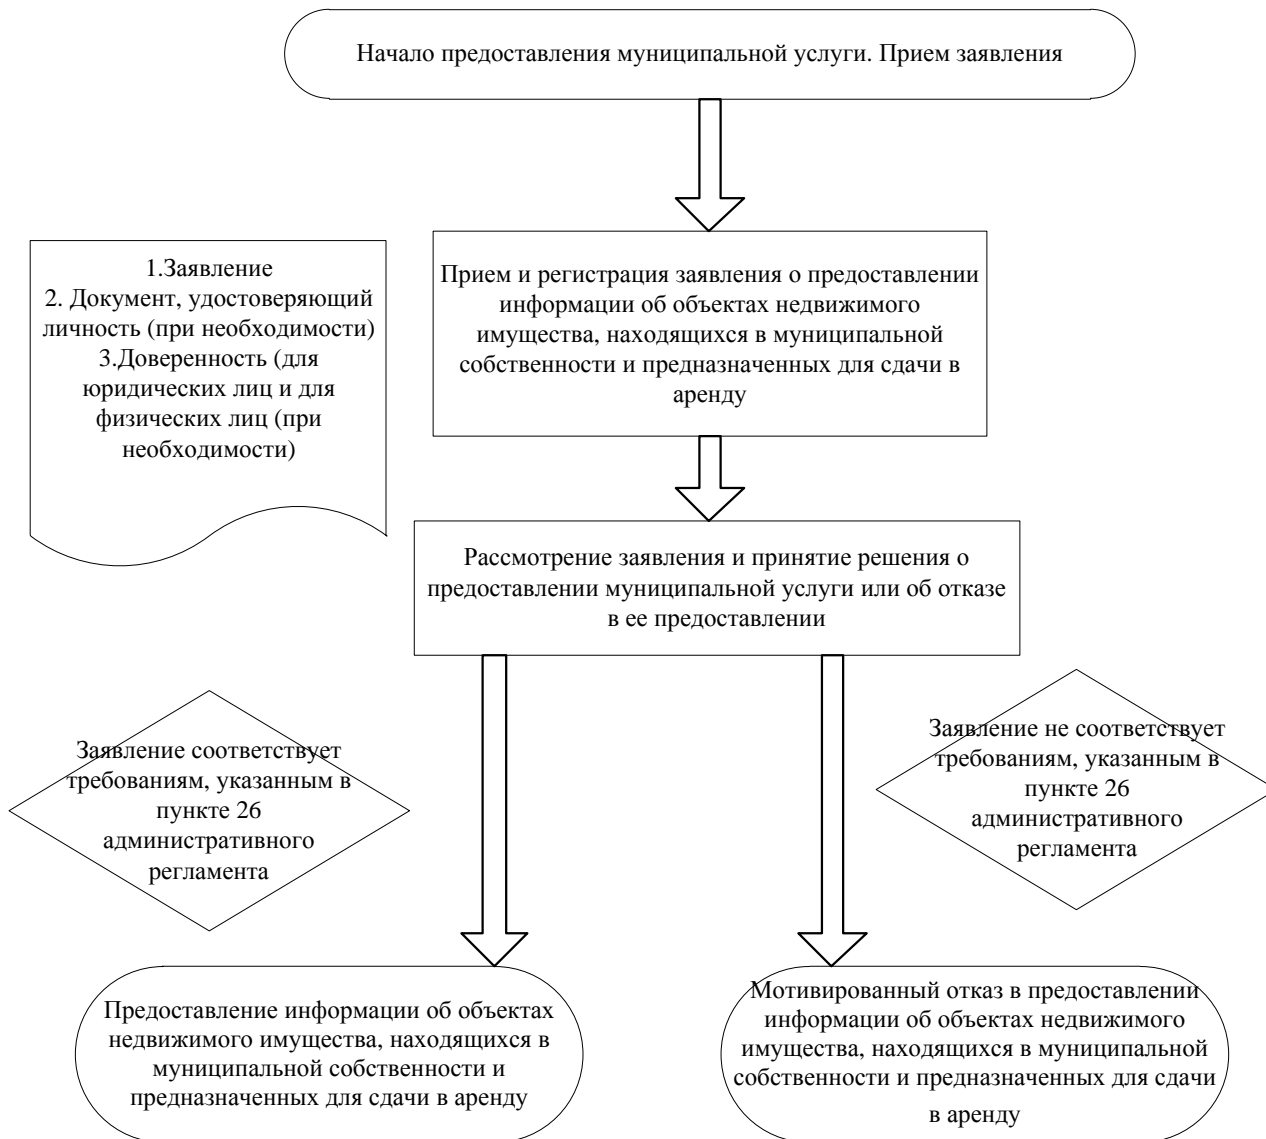 Начало предоставления муниципальной услуги. Прием заявления
1.Заявление
2. Документ, удостоверяющий
личность (при необходимости)
3.Доверенность (для
юридических лиц и для
физических лиц (при
необходимости)
Прием и регистрация заявления о предоставлении
информации об объектах недвижимого
имущества, находящихся в муниципальной
собственности и предназначенных для сдачи в
аренду
Рассмотрение заявления и принятие решения о
предоставлении муниципальной услуги или об отказе
в ее предоставлении
Заявление соответствует
требованиям, указанным в
пункте 26
административного
регламента
Заявление не соответствует
требованиям, указанным в
пункте 26
административного
регламента
Предоставление информации об объектах
недвижимого имущества, находящихся в
муниципальной собственности и
предназначенных для сдачи в аренду
Мотивированный отказ в предоставлении
информации об объектах недвижимого
имущества, находящихся в муниципальной
собственности и предназначенных для сдачи
в аренду